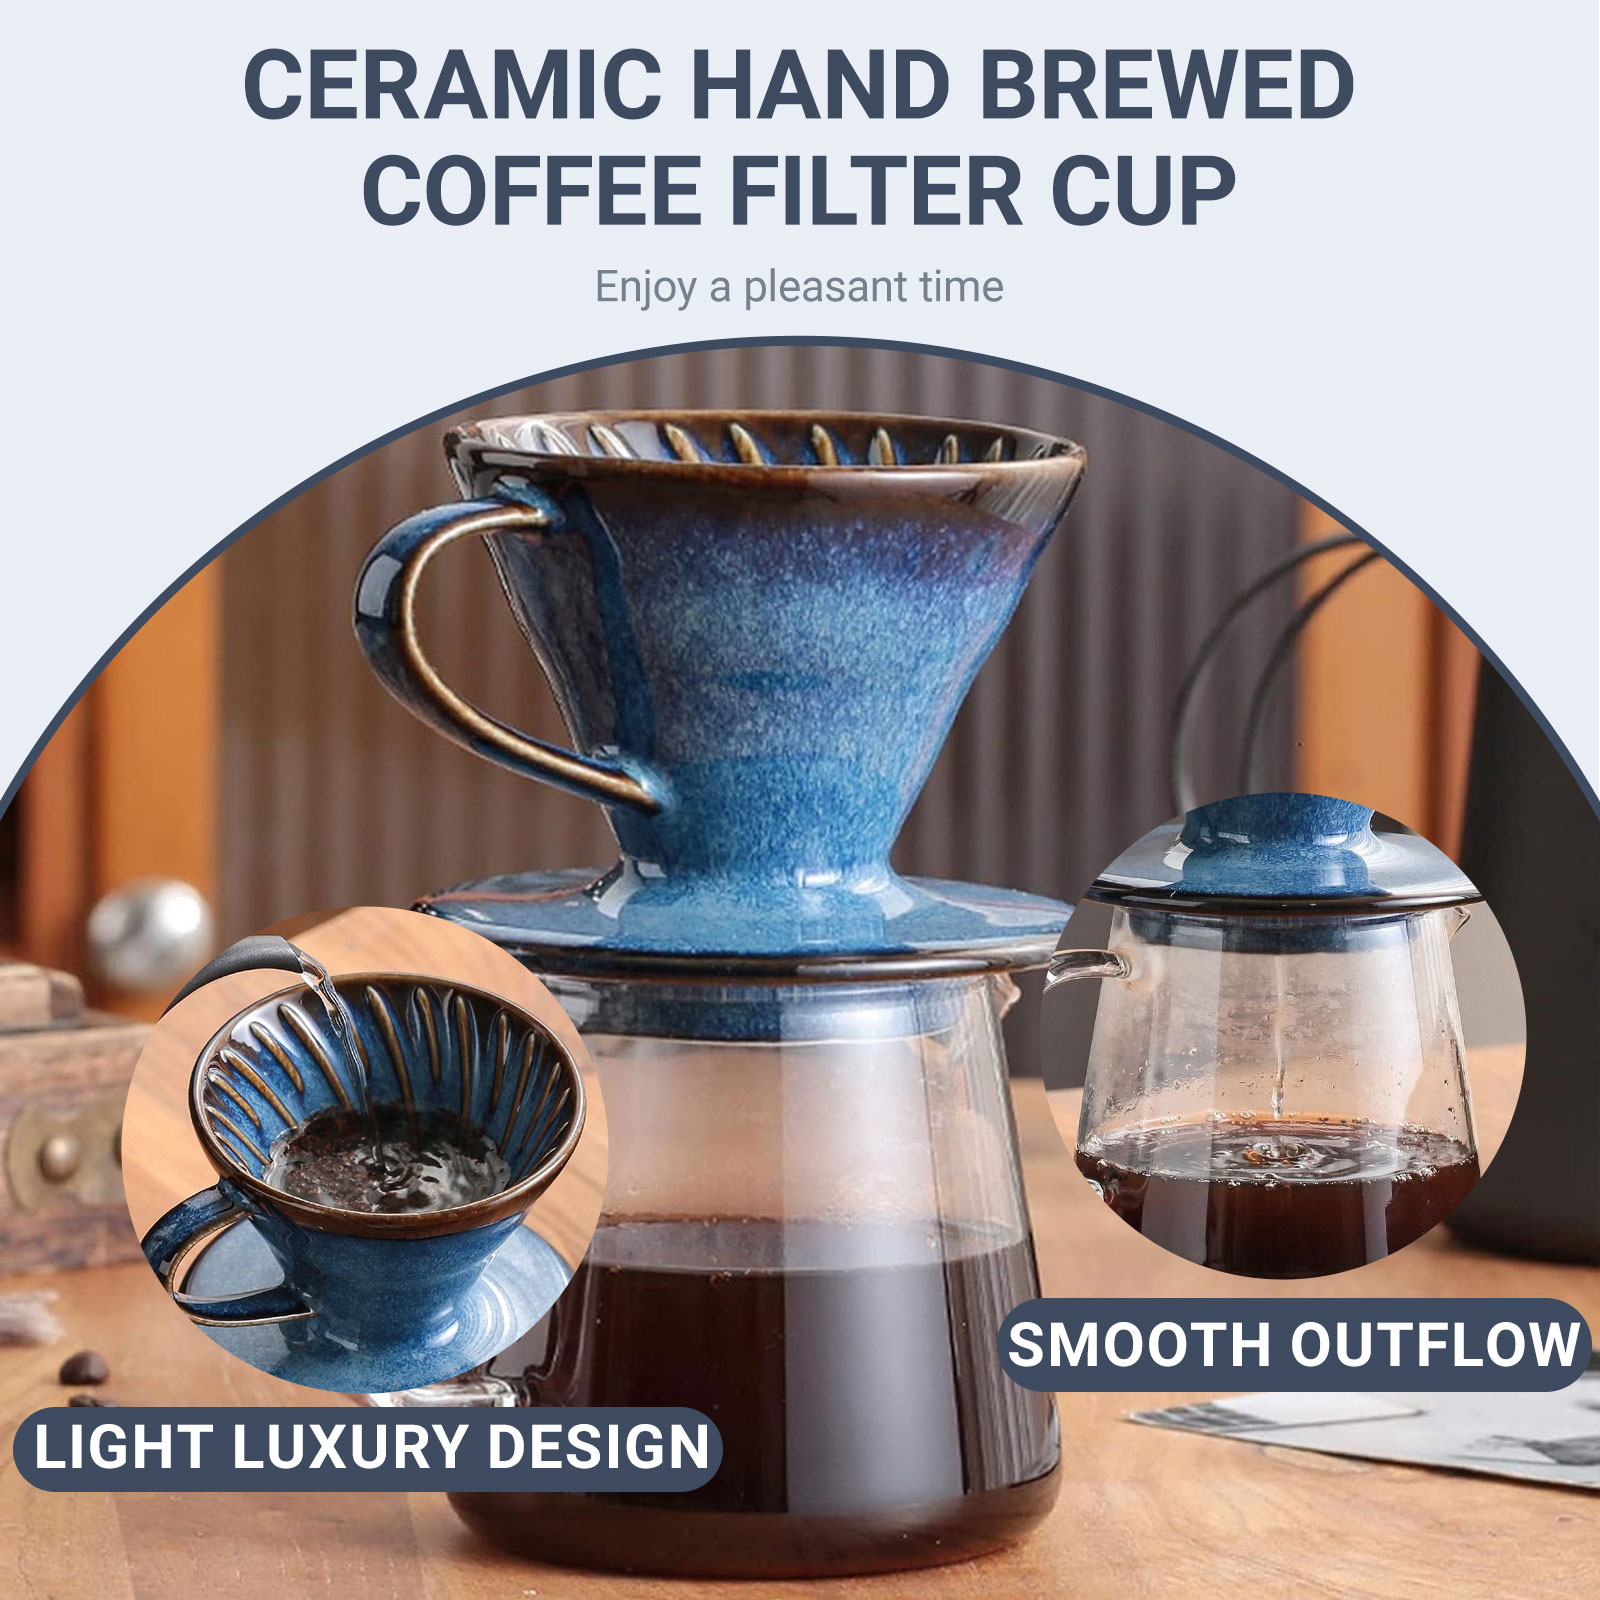 CERAMIC HAND BREWED
COFFEE FILTER CUP
Enjoy a pleasant time
SMOOTH OUTFLOW
LIGHT LUXURY DESIGN